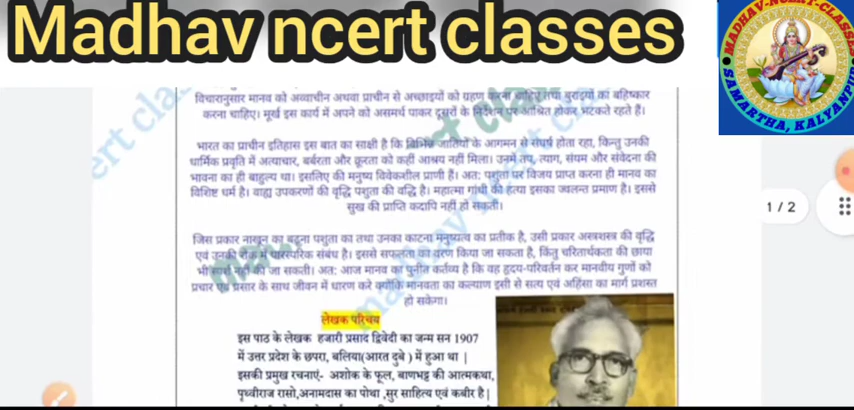 Madhav ncert classes
MADHAV-NCERT-CLASSES
SAMARTHA, KALYANPUR
विचारानुसार मानव को अव्वाचीन अथवा प्राचीन से अच्छाइयों को ग्रहण करना चाहिए तथा बुराइयों का बहिष्कार
करना चाहिए। मूर्ख इस कार्य में अपने को असमर्थ पाकर दूसरों के निर्देशन पर आश्रित होकर भटकते रहते हैं।
भारत का प्राचीन इतिहास इस बात का साक्षी है कि विभिन्न जातियों के आगमन से संघर्ष होता रहा, किन्तु उनकी
धार्मिक प्रवृति में अत्याचार, बर्बरता और क्रूरता को कहीं आश्रय नहीं मिला। उनमें तप, त्याग, संयम और संवेदना की
भावना का ही बाहुल्य था। इसलिए की मनुष्य विवेकशील प्राणी हैं। अत: पशुता पर विजय प्राप्त करना ही मानव का
विशिष्ट धर्म है। वाह्य उपकरणों की वृद्धि पशुता की वद्धि है। महात्मा गांधी की हत्या इसका ज्वलन्त प्रमाण है। इससे
सुख की प्राप्ति कदापि नहीं हो सकती।
1 / 2
जिस प्रकार नाखून का बढ़ना पशुता का तथा उनका काटना मनुष्यत्व का प्रतीक है, उसी प्रकार अस्त्रशस्त्र की वृद्धि
एवं उनकी रोक में पारस्परिक संबंध है। इससे सफलता का वरण किया जा सकता है, किंतु चरितार्थकता की छाया
भी नहीं की जा सकती। अत: आज मानव का पुनीत कर्तव्य है कि वह हृदय-परिवर्तन कर मानवीय गुणों को
प्रचार प्रसार के साथ जीवन में धारण करे क्योंकि मानवता का कल्याण इसी से सत्य एवं अहिंसा का मार्ग प्रशस्त
हो सकेगा।
लेखक परिचय
इस पाठ के लेखक हजारी प्रसाद द्विवेदी का जन्म सन 1907
में उत्तर प्रदेश के छपरा, बलिया(आरत दुबे ) में हुआ था |
इसकी प्रमुख रचनाएं- अशोक के फूल, बाणभट्ट की आत्मकथा,
पृथ्वीराज रासो,अनामदास का पोथा ,सुर साहित्य एवं कबीर है|